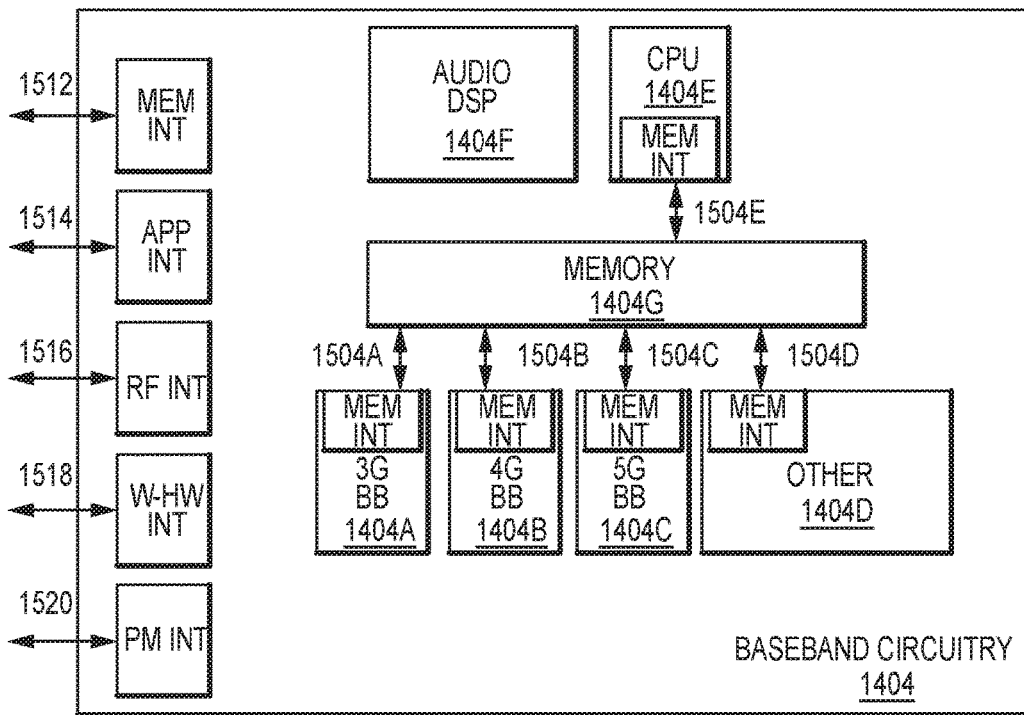 1512
MEM
INT
1514
APP
INT
1516
RF INT
1518
W-HW
INT
1520
PM INT
AUDIO
DSP
1404F
CPU
1404E
MEM
INT
1504E
MEMORY
1404G
1504A
1504B
1504C
1504D
MEM
INT
3G
BB
1404A
MEM
INT
4G
BB
1404B
MEM
INT
5G
BB
1404C
MEM
INT
OTHER
1404D
BASEBAND CIRCUITRY
1404